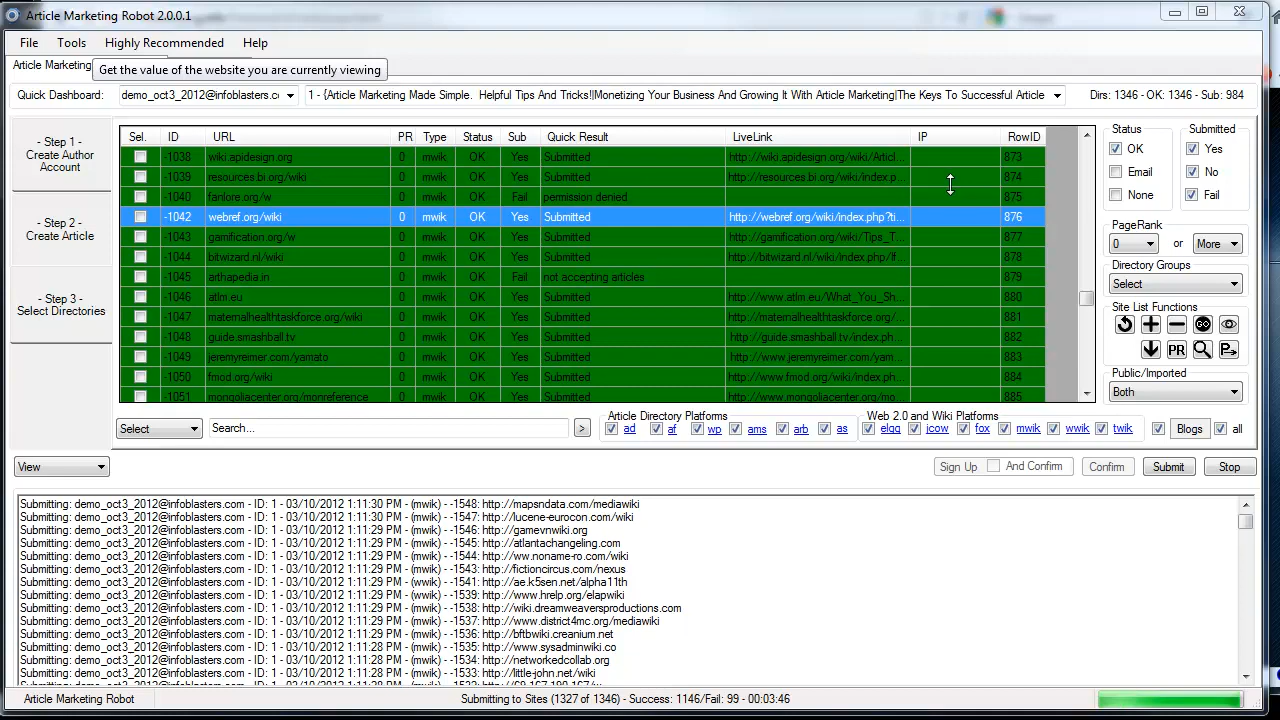 Article Marketing Robot 2.0.0.1
File Tools Highly Recommended Help
Article Marketing
Get the value of the website you are currently viewing
Quick Dashboard: demo_oct3_2012@infoblasters.c 1 - {Article Marketing Made Simple. Helpful Tips And Tricks!|Monetizing Your Business And Growing It With Article Marketing|The Keys To Successful Article Dirs: 1346 - OK: 1346 - Sub: 984
- Step 1 -
Create Author
Account
- Step 2 -
Create Article
- Step 3 -
Select Directories
Sel. ID URL PR Type Status Sub Quick Result LiveLink IP RowID
-1038 wiki.apidesign.org 0 mwik OK Yes Submitted http://wiki.apidesign.org/wiki/Articl... 873
-1039 resources.bi.org/wiki 0 mwik OK Yes Submitted http://resources.bi.org/wiki/index.p... 874
-1040 fanlore.org/w 0 mwik OK Fail permission denied. 875
-1042 webref.org/wiki 0 mwik OK Yes Submitted http://webref.org/wiki/index.php?ti... 876
-1043 gamification.org/w 0 mwik OK Yes Submitted http://gamification.org/wiki/Tips_T... 877
-1044 bitwizard.nl/wiki 0 mwik OK Yes Submitted http://bitwizard.nl/wiki/index.php/If... 878
-1045 arthapedia.in 0 mwik OK Fail not accepting articles 879
-1046 atlm.eu 0 mwik OK Yes Submitted http://www.atlm.eu/What_You_Sh... 880
-1047 maternalhealthtaskforce.org/wiki 0 mwik OK Yes Submitted http://maternalhealthtaskforce.org/... 881
-1048 guide.smashball.tv 0 mwik OK Yes Submitted http://guide.smashball.tv/index.ph... 882
-1049 jeremyreimer.com/yamato 0 mwik OK Yes Submitted http://www.jeremyreimer.com/yam... 883
-1050 fmod.org/wiki 0 mwik OK Yes Submitted http://www.fmod.org/wiki/index.ph... 884
-1051 mongoliacenter.org/monreference 0 mwik OK Yes Submitted http://www.mongoliacenter.org/m... 885
Status
OK
Email
None
Submitted
Yes
No
Fail
PageRank
0 or More
Directory Groups
Select
Site List Functions
GO
PR P
Public/Imported
Both
Select Search... >
Article Directory Platforms
ad af wp ams arb as
Web 2.0 and Wiki Platforms
elgg jcow fox mwik wwik twik Blogs all
View Sign Up And Confirm Confirm Submit Stop
Submitting: demo_oct3_2012@infoblasters.com - ID: 1 - 03/10/2012 1:11:30 PM - (mwik) - -1548: http://mapsndata.com/mediawiki
Submitting: demo_oct3_2012@infoblasters.com - ID: 1 - 03/10/2012 1:11:30 PM - (mwik) - -1547: http://lucene-eurocon.com/wiki
Submitting: demo_oct3_2012@infoblasters.com - ID: 1 - 03/10/2012 1:11:29 PM - (mwik) - -1546: http://gamevnwiki.org
Submitting: demo_oct3_2012@infoblasters.com - ID: 1 - 03/10/2012 1:11:29 PM - (mwik) - -1545: http://atlantachangeling.com
Submitting: demo_oct3_2012@infoblasters.com - ID: 1 - 03/10/2012 1:11:29 PM - (mwik) - -1544: http://ww.noname-ro.com/wiki
Submitting: demo_oct3_2012@infoblasters.com - ID: 1 - 03/10/2012 1:11:29 PM - (mwik) - -1543: http://fictioncircus.com/nexus
Submitting: demo_oct3_2012@infoblasters.com - ID: 1 - 03/10/2012 1:11:29 PM - (mwik) - -1541: http://ae.k5sen.net/alpha11th
Submitting: demo_oct3_2012@infoblasters.com - ID: 1 - 03/10/2012 1:11:29 PM - (mwik) - -1539: http://www.hrelp.org/elapwiki
Submitting: demo_oct3_2012@infoblasters.com - ID: 1 - 03/10/2012 1:11:29 PM - (mwik) - -1538: http://wiki.dreamweaversproductions.com
Submitting: demo_oct3_2012@infoblasters.com - ID: 1 - 03/10/2012 1:11:29 PM - (mwik) - -1537: http://www.district4mc.org/mediawiki
Submitting: demo_oct3_2012@infoblasters.com - ID: 1 - 03/10/2012 1:11:28 PM - (mwik) - -1536: http://bftbwiki.creanium.net
Submitting: demo_oct3_2012@infoblasters.com - ID: 1 - 03/10/2012 1:11:28 PM - (mwik) - -1535: http://www.sysadminwiki.co
Submitting: demo_oct3_2012@infoblasters.com - ID: 1 - 03/10/2012 1:11:28 PM - (mwik) - -1534: http://networkedcollab.org
Submitting: demo_oct3_2012@infoblasters.com - ID: 1 - 03/10/2012 1:11:28 PM - (mwik) - -1533: http://little-john.net/wiki
Article Marketing Robot Submitting to Sites (1327 of 1346) - Success: 1146/Fail: 99 - 00:03:46